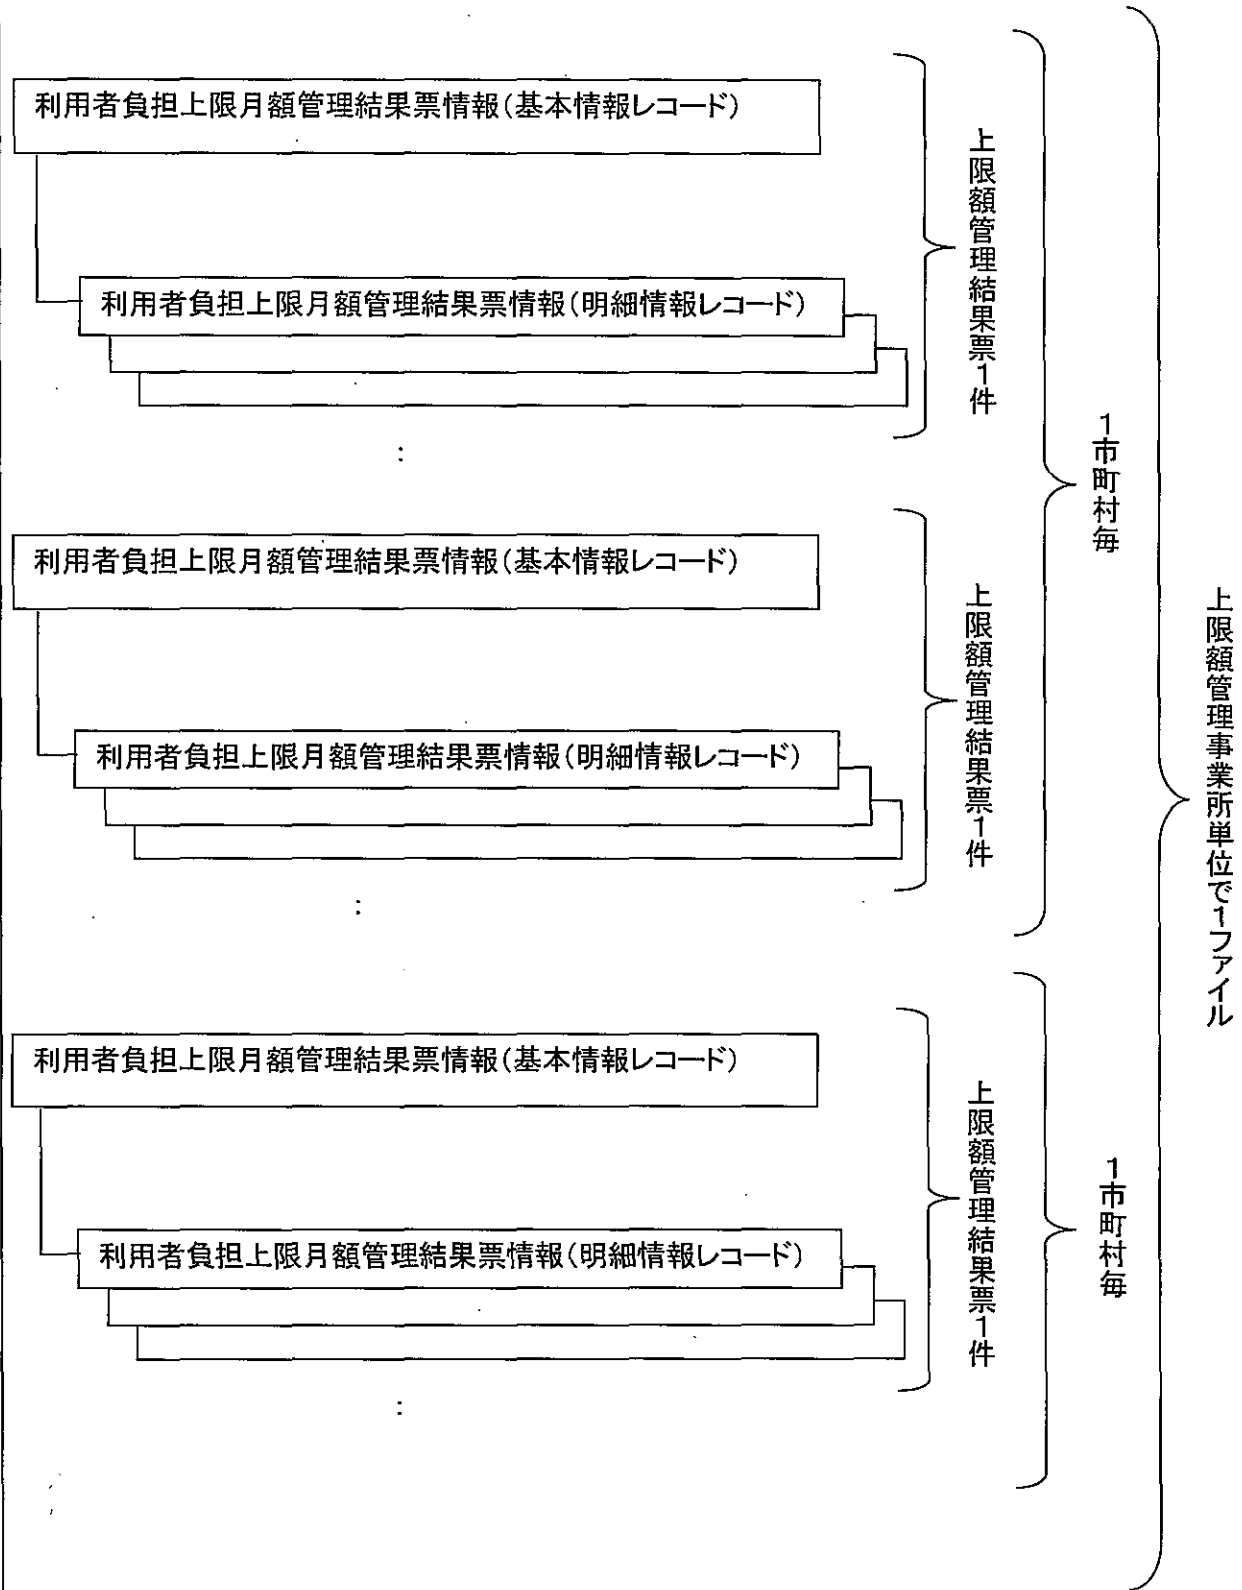 利用者負担上限月額管理結果票情報(基本情報レコード)
利用者負担上限月額管理結果票情報(明細情報レコード)
:
上限額管理結果票1件
利用者負担上限月額管理結果票情報(基本情報レコード)
利用者負担上限月額管理結果票情報(明細情報レコード)
:
上限額管理結果票1件
1市町村毎
利用者負担上限月額管理結果票情報(基本情報レコード)
利用者負担上限月額管理結果票情報(明細情報レコード)
:
上限額管理結果票1件
1市町村毎
上限額管理事業所単位で1ファイル